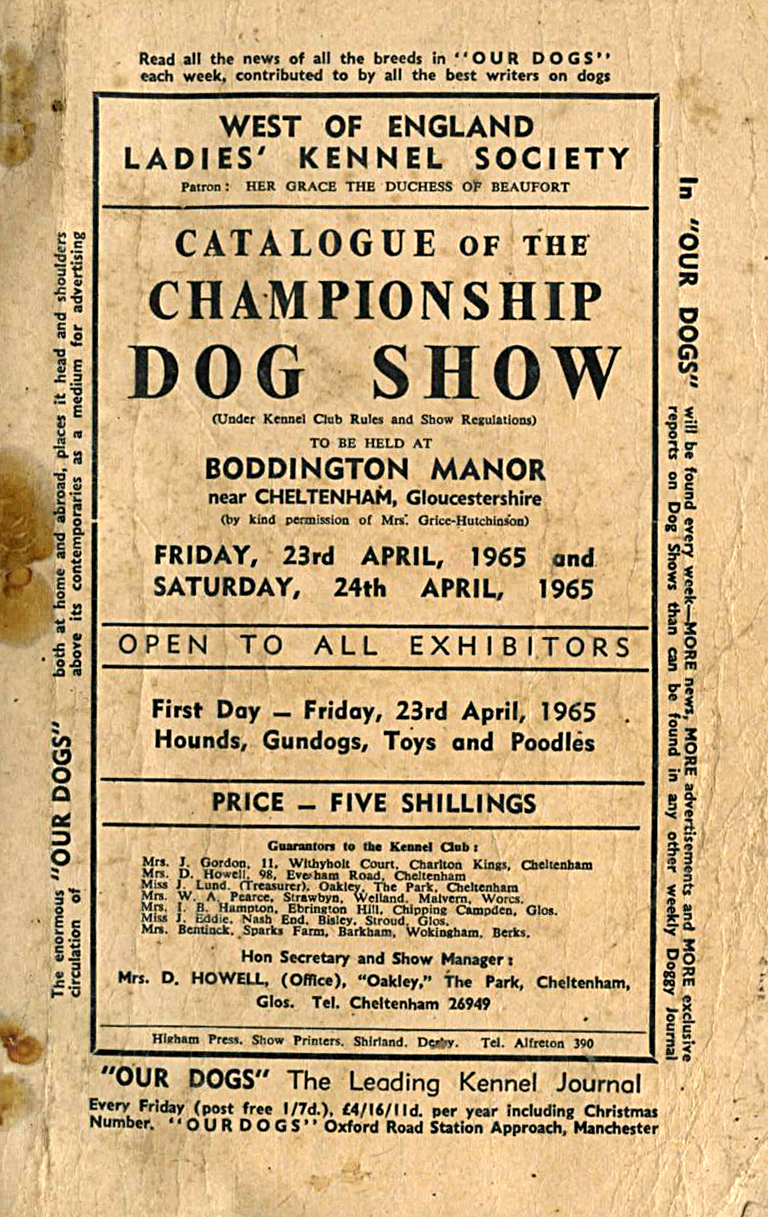 Read all the news of all the breeds in "OUR DOGS"
each week, contributed to by all the best writers on dogs
WEST OF ENGLAND
LADIES' KENNEL SOCIETY
Patron : HER GRACE THE DUCHESS OF BEAUFORT
CATALOGUE OF THE
CHAMPIONSHIP
DOG SHOW
(Under Kennel Club Rules and Show Regulations)
TO BE HELD AT
BODDINGTON MANOR
near CHELTENHAM, Gloucestershire
(by kind permission of Mrs. Grice-Hutchinson)
FRIDAY, 23rd APRIL, 1965 and
SATURDAY, 24th APRIL, 1965
OPEN TO ALL EXHIBITORS
First Day — Friday, 23rd April, 1965
Hounds, Gundogs, Toys and Poodles
PRICE — FIVE SHILLINGS
Guarantors to the Kennel Club :
Mrs. J. Gordon, 11, Withyholt Court, Charlton Kings, Cheltenham
Mrs. D. Howell, 98, Evesham Road, Cheltenham
Miss J. Lund. (Treasurer). Oakley, The Park, Cheltenham
Mrs. W. A. Pearce, Strawbyn, Welland, Malvern, Worcs.
Mrs. I. B. Hampton, Ebrington Hill, Chipping Campden, Glos.
Miss J. Eddie, Nash End, Bisley, Stroud, Glos.
Mrs. Bentinck, Sparks Farm, Barkham, Wokingham, Berks.
Hon Secretary and Show Manager :
Mrs. D. HOWELL, (Office), "Oakley," The Park, Cheltenham,
Glos. Tel. Cheltenham 26949
Higham Press, Show Printers, Shirland, Derby. Tel. Alfreton 390
"OUR DOGS" The Leading Kennel Journal
Every Friday (post free 1/7d.), £4/16/11d. per year including Christmas
Number. "OUR DOGS" Oxford Road Station Approach, Manchester
The enormous circulation of "OUR DOGS" both at home and abroad, places it head and shoulders
above its contemporaries as a medium for advertising
In "OUR DOGS" will be found every week—MORE news, MORE advertisements and MORE exclusive
reports on Dog Shows than can be found in any other weekly Doggy Journal